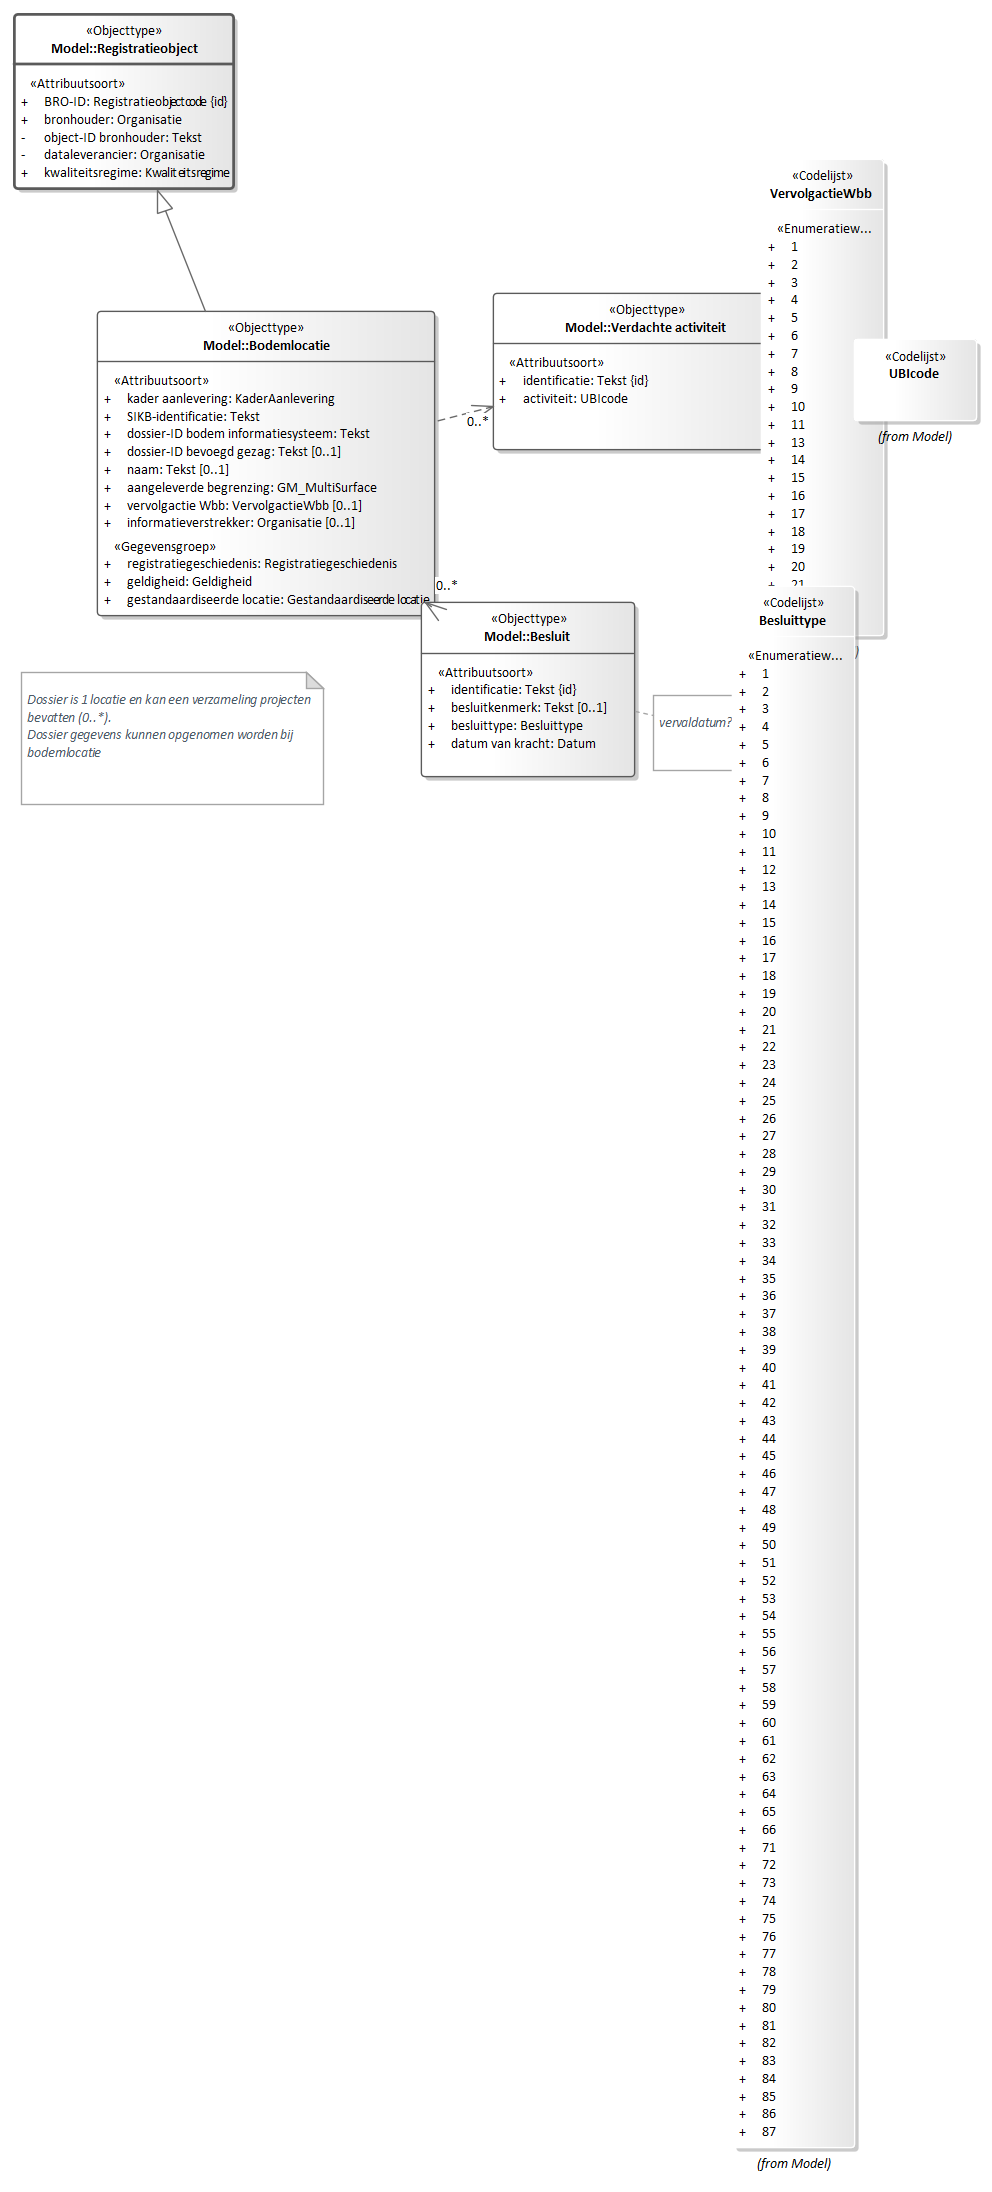 «Objecttype»
Model::Registratieobject
«Attribuutsoort»
+ BRO-ID: Registratieobjectcode {id}
+ bronhouder: Organisatie
- object-ID bronhouder: Tekst
- dataleverancier: Organisatie
+ kwaliteitsregime: Kwaliteitsregime
«Objecttype»
Model::Bodemlocatie
«Attribuutsoort»
+ kader aanlevering: KaderAanlevering
+ SIKB-identificatie: Tekst
+ dossier-ID bodem informatiesysteem: Tekst
+ dossier-ID bevoegd gezag: Tekst [0..1]
+ naam: Tekst [0..1]
+ aangeleverde begrenzing: GM_MultiSurface
+ vervolgactie Wbb: VervolgactieWbb [0..1]
+ informatieverstrekker: Organisatie [0..1]
«Gegevensgroep»
+ registratiegeschiedenis: Registratiegeschiedenis
+ geldigheid: Geldigheid
+ gestandaardiseerde locatie: Gestandaardiseerde locatie
0..*
«Objecttype»
Model::Verdachte activiteit
«Attribuutsoort»
+ identificatie: Tekst {id}
+ activiteit: UBIcode
«Codelijst»
VervolgactieWbb
«Enumeratiew...
+ 1
+ 2
+ 3
+ 4
+ 5
+ 6
+ 7
+ 8
+ 9
+ 10
+ 11
+ 13
+ 14
+ 15
+ 16
+ 17
+ 18
+ 19
+ 20
+ 21
)
«Codelijst»
UBIcode
(from Model)
0..*
«Objecttype»
Model::Besluit
«Attribuutsoort»
+ identificatie: Tekst {id}
+ besluitkenmerk: Tekst [0..1]
+ besluittype: Besluittype
+ datum van kracht: Datum
Dossier is 1 locatie en kan een verzameling projecten
bevatten (0..*).
Dossier gegevens kunnen opgenomen worden bij
bodemlocatie
vervaldatum?
«Codelijst»
Besluittype
«Enumeratiew...
+ 1
+ 2
+ 3
+ 4
+ 5
+ 6
+ 7
+ 8
+ 9
+ 10
+ 11
+ 12
+ 13
+ 14
+ 15
+ 16
+ 17
+ 18
+ 19
+ 20
+ 21
+ 22
+ 23
+ 24
+ 25
+ 26
+ 27
+ 28
+ 29
+ 30
+ 31
+ 32
+ 33
+ 34
+ 35
+ 36
+ 37
+ 38
+ 39
+ 40
+ 41
+ 42
+ 43
+ 44
+ 45
+ 46
+ 47
+ 48
+ 49
+ 50
+ 51
+ 52
+ 53
+ 54
+ 55
+ 56
+ 57
+ 58
+ 59
+ 60
+ 61
+ 62
+ 63
+ 64
+ 65
+ 66
+ 71
+ 72
+ 73
+ 74
+ 75
+ 76
+ 77
+ 78
+ 79
+ 80
+ 81
+ 82
+ 83
+ 84
+ 85
+ 86
+ 87
(from Model)